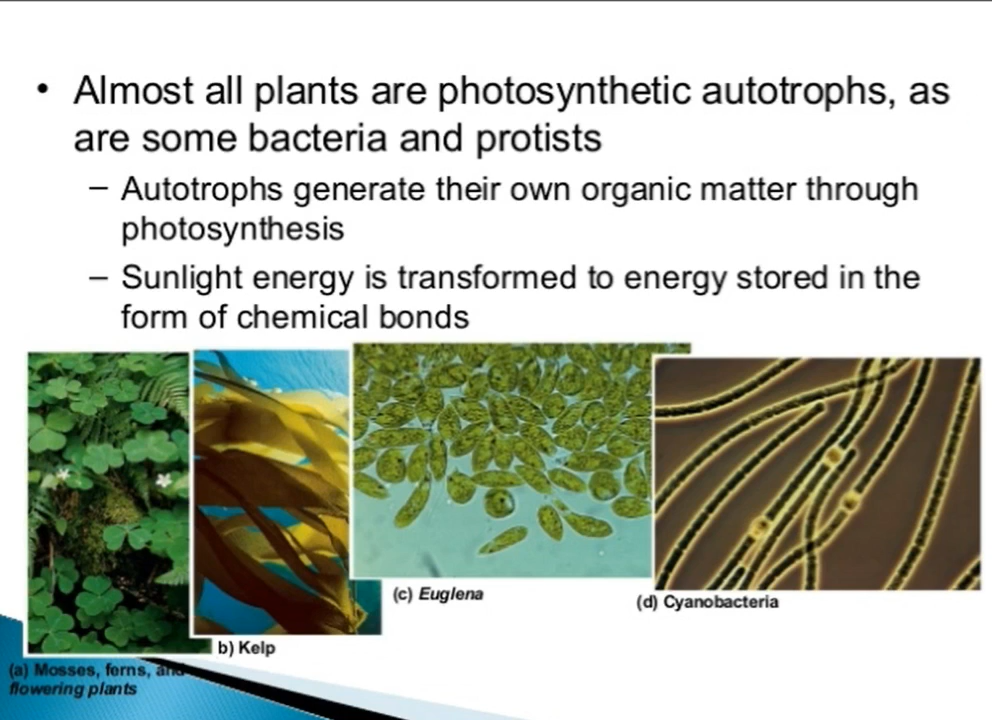 • Almost all plants are photosynthetic autotrophs, as
are some bacteria and protists
– Autotrophs generate their own organic matter through
photosynthesis
– Sunlight energy is transformed to energy stored in the
form of chemical bonds
(a) Mosses, ferns, and
flowering plants
b) Kelp
(c) Euglena
(d) Cyanobacteria